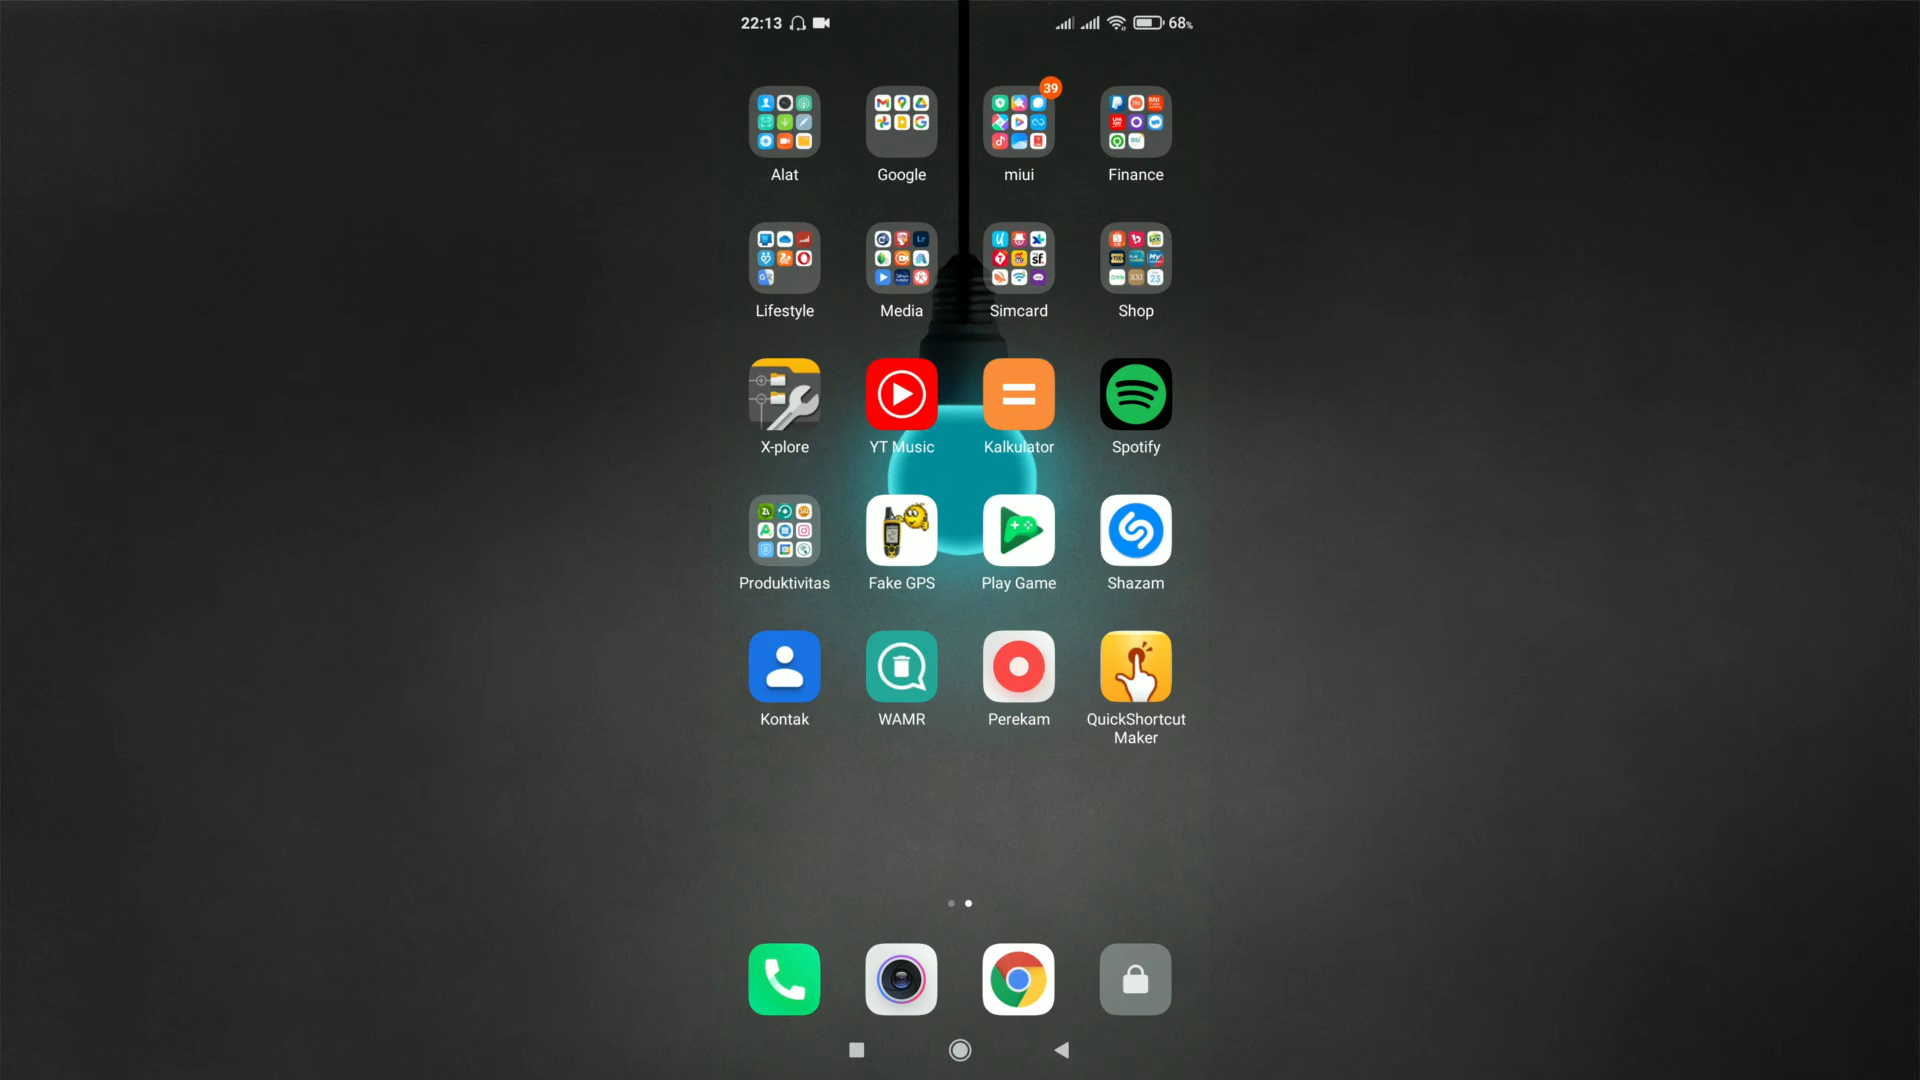 22:13
68%
39
Alat
Google
miui
Finance
Lifestyle
Media
Simcard
Shop
X-plore
YT Music
Kalkulator
Spotify
Produktivitas
Fake GPS
Play Game
Shazam
Kontak
WAMR
Perekam
QuickShortcut
Maker